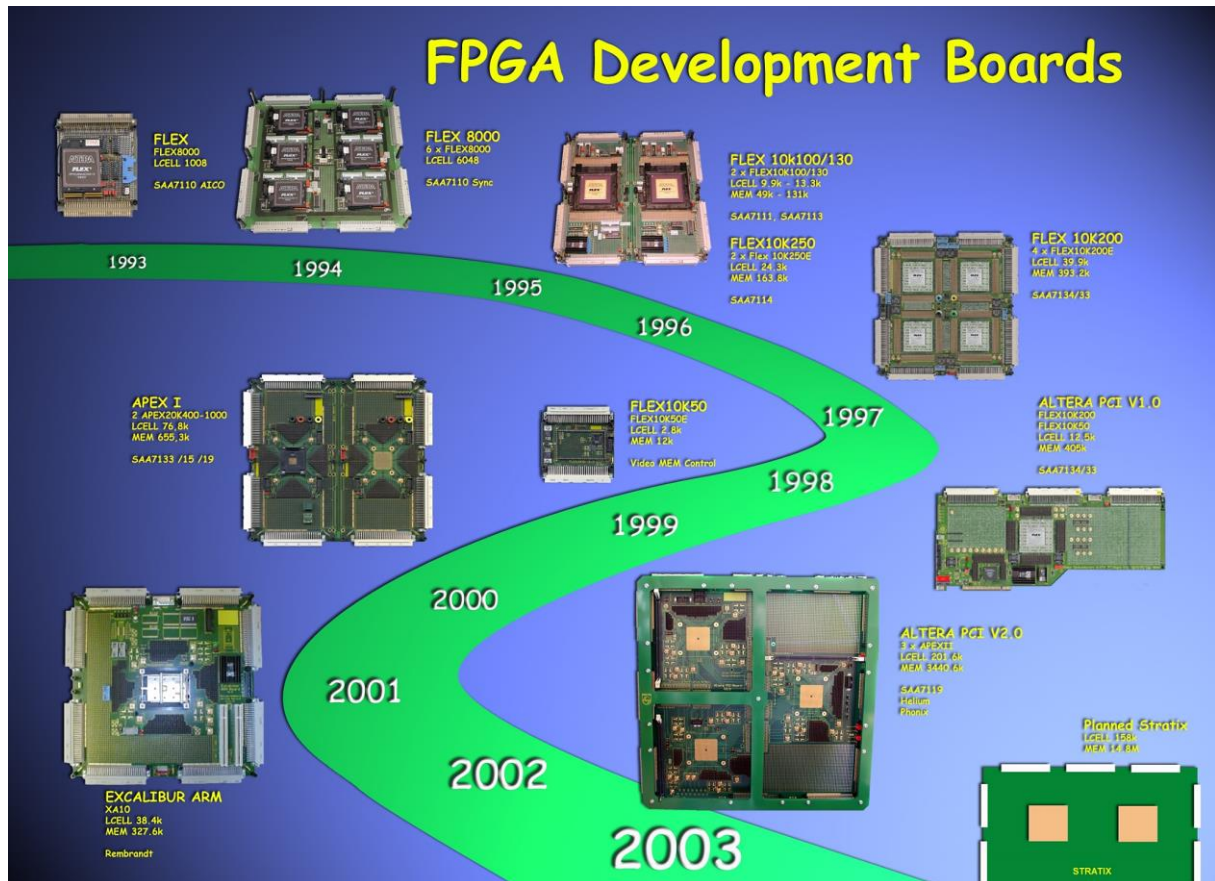 FPGA Development Boards
FLEX
FLEX8000
LCELL 1008
SAA7110 AICO
FLEX 8000
6 x FLEX8000
LCELL 6048
SAA7110 Sync
FLEX 10k100/130
2 x FLEX10K100/130
LCELL 9.9k - 13.3k
MEM 49k - 131k
SAA7111, SAA7113
FLEX10K250
2 x Flex 10K250E
LCELL 24.3k
MEM 163.8k
SAA7114
FLEX 10K200
4 x FLEX10K200E
LCELL 39.9k
MEM 393.2k
SAA7134/33
1993
1994
1995
1996
1997
1998
1999
2000
2001
2002
2003
APEX I
2 APEX20K400-1000
LCELL 76,8k
MEM 655,3k
SAA7133 /15 /19
FLEX10K50
FLEX10K50E
LCELL 2.8k
MEM 12k
Video MEM Control
ALTERA PCI V1.0
FLEX10K200
FLEX10K50
LCELL 12,5k
MEM 405k
SAA7134/33
ALTERA PCI V2.0
3 x APEXII
LCELL 201.6k
MEM 3440.6k
SAA7119
Helium
Phonix
EXCALIBUR ARM
XA10
LCELL 38.4k
MEM 327.6k
Rembrandt
Planned Stratix
LCELL 158k
MEM 14.8M
STRATIX